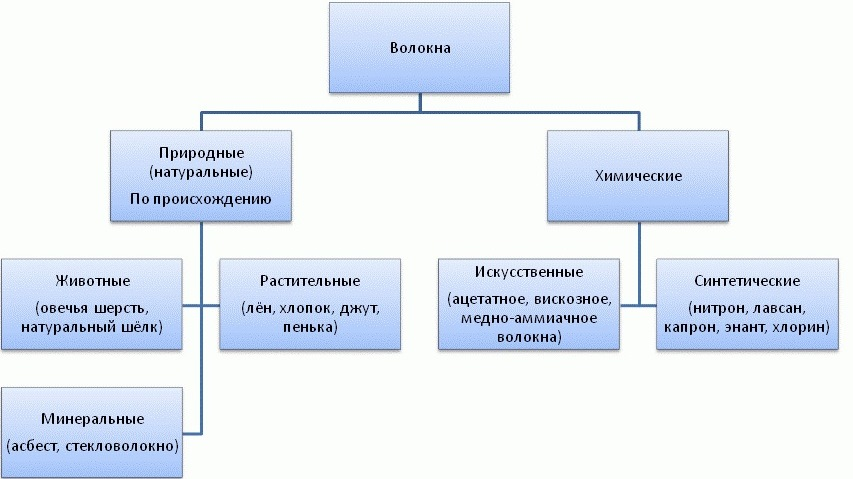 Волокна
Природные
(натуральные)
По происхождению
Химические
Животные
(овечья шерсть,
натуральный шёлк)
Растительные
(лён, хлопок, джут,
пенька)
Искусственные
(ацетатное, вискозное,
медно-аммиачное
волокна)
Синтетические
(нитрон, лавсан,
капрон, энант, хлорин)
Минеральные
(асбест, стекловолокно)